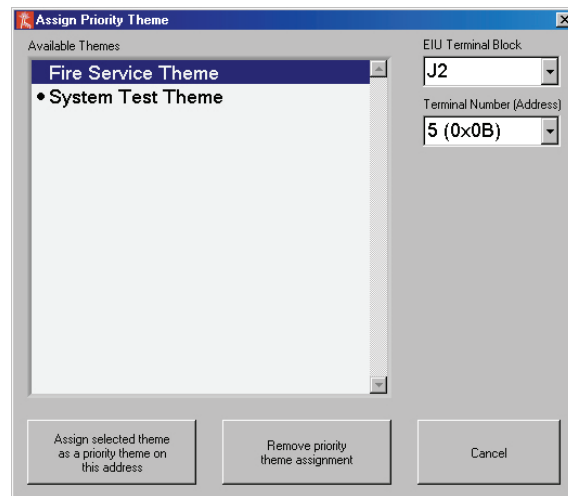 Assign Priority Theme
Available Themes
Fire Service Theme
• System Test Theme
EIU Terminal Block
J2
Terminal Number (Address)
5 (0x0B)
Assign selected theme
as a priority theme on
this address
Remove priority
theme assignment
Cancel